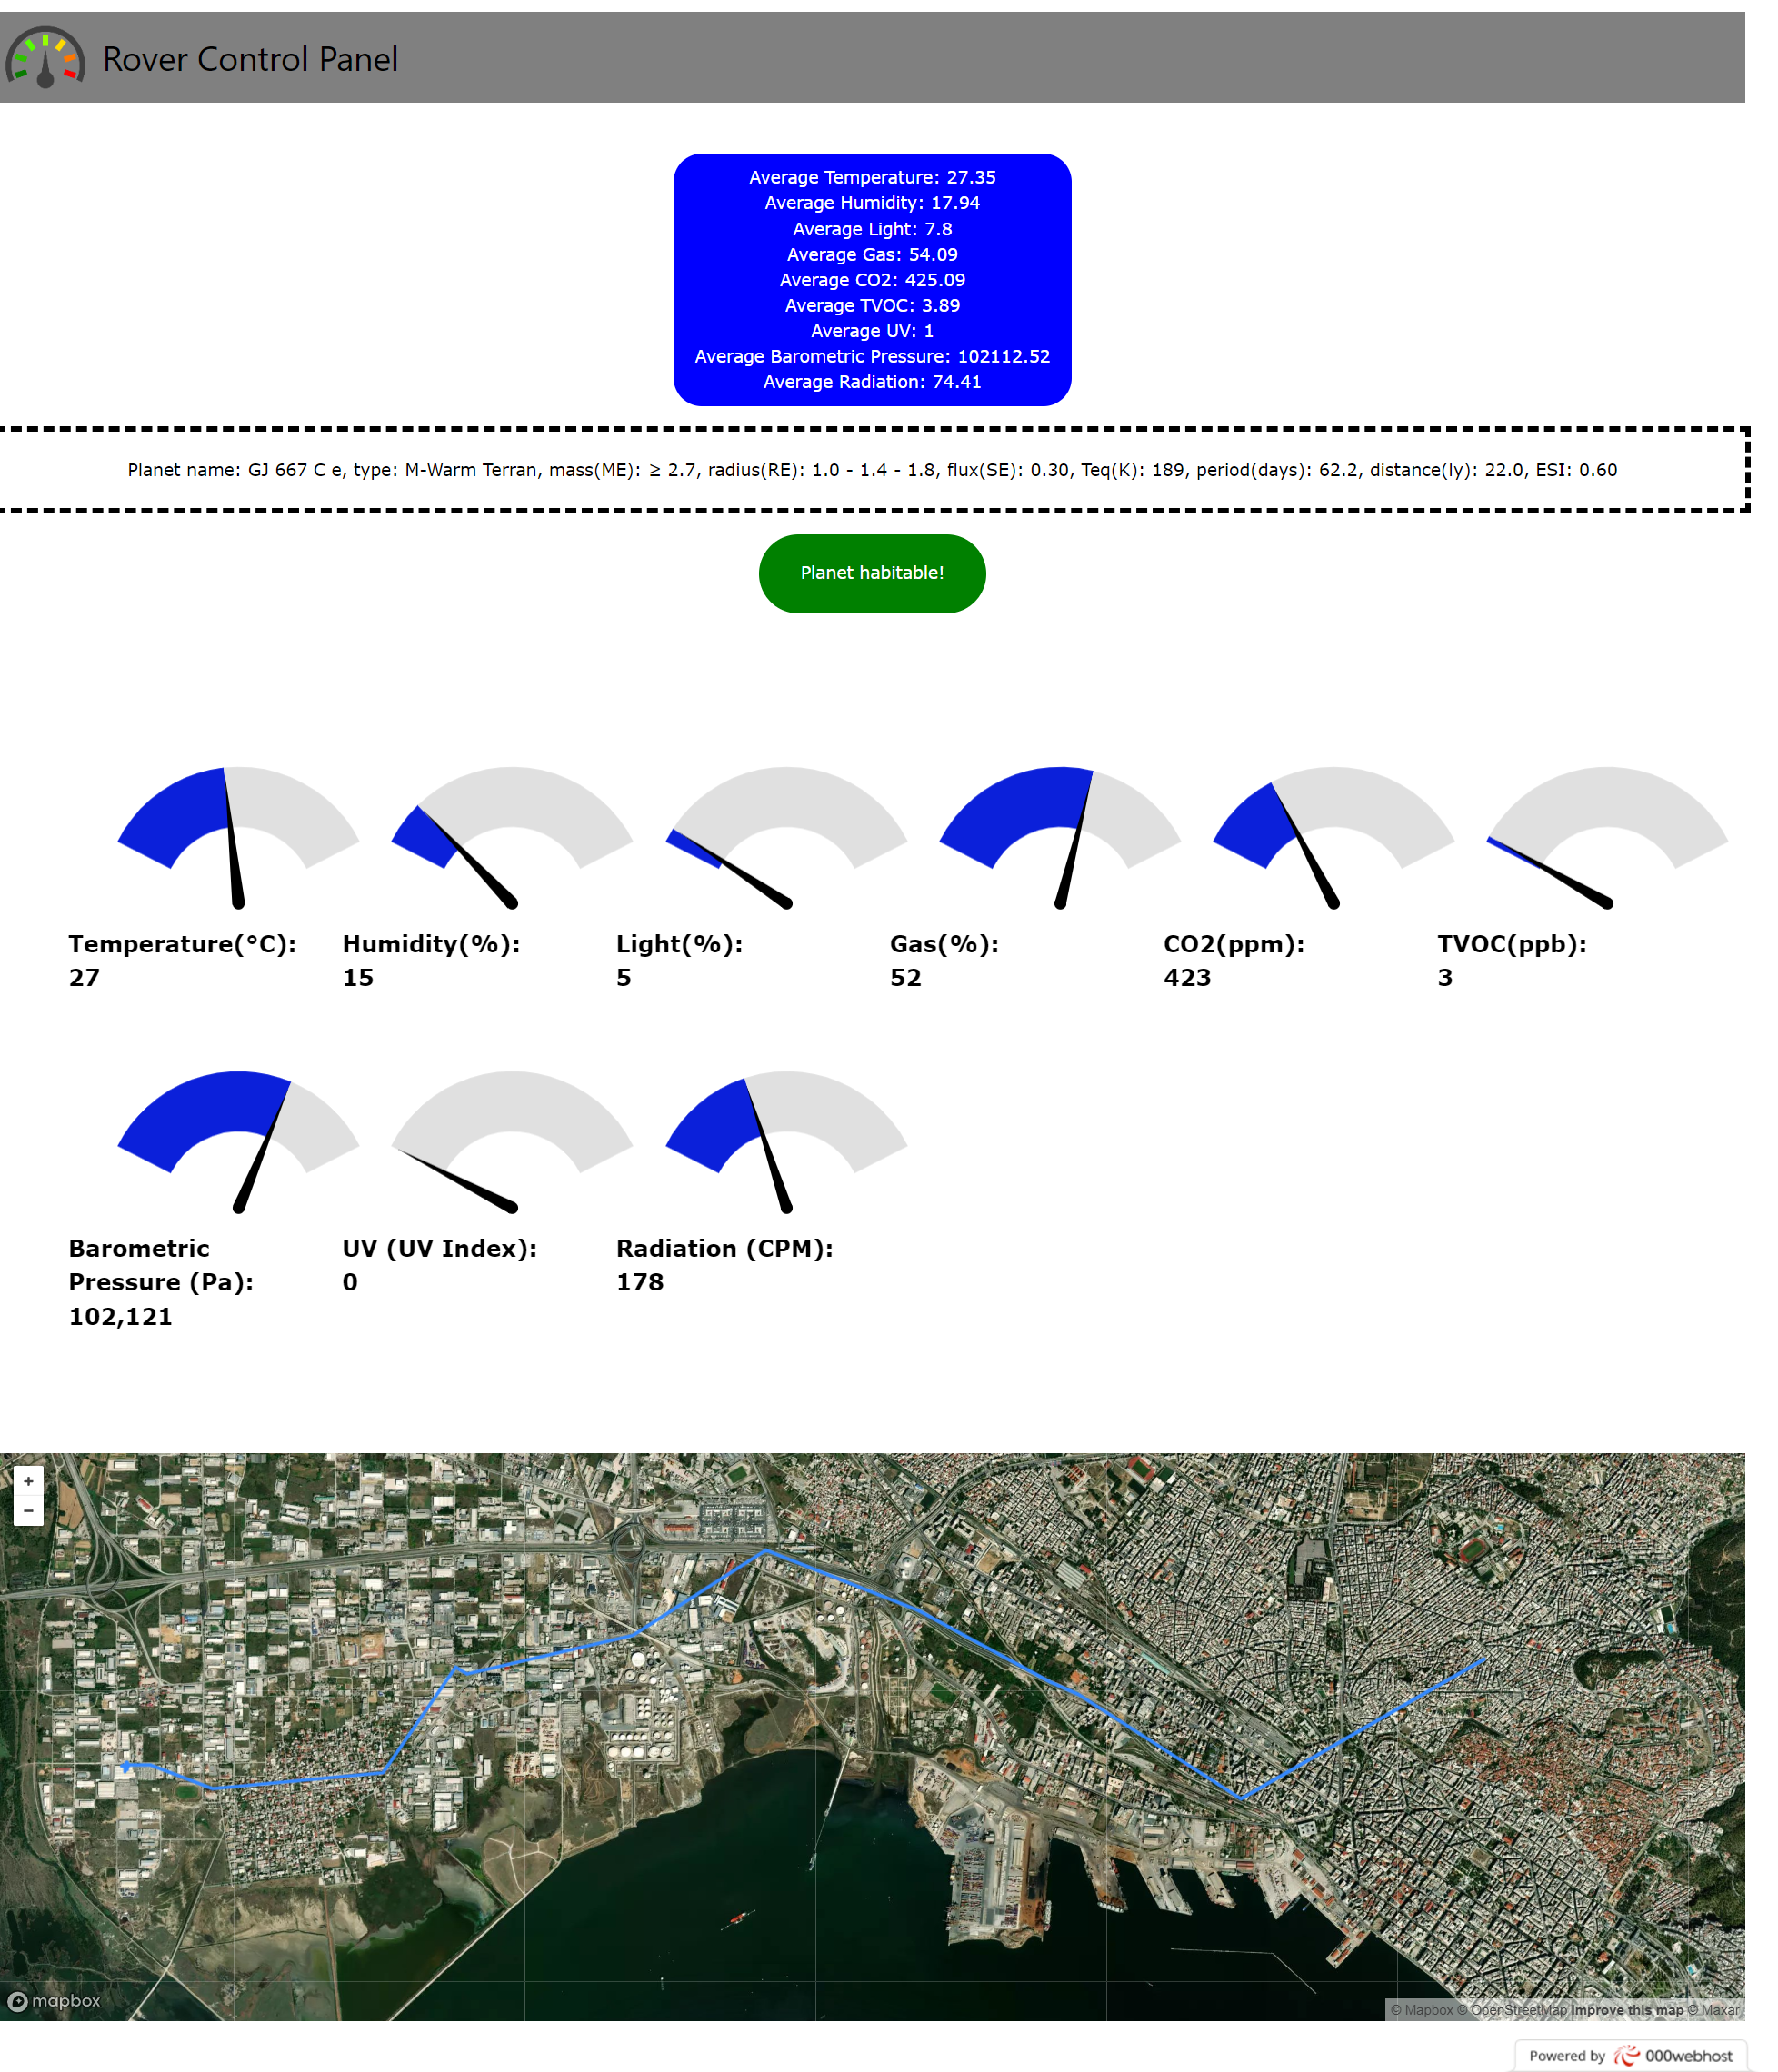 Rover Control Panel
Average Temperature: 27.35
Average Humidity: 17.94
Average Light: 7.8
Average Gas: 54.09
Average CO2: 425.09
Average TVOC: 3.89
Average UV: 1
Average Barometric Pressure: 102112.52
Average Radiation: 74.41
Planet name: GJ 667 C e, type: M-Warm Terran, mass(ME): ≥ 2.7, radius(RE): 1.0 - 1.4 - 1.8, flux(SE): 0.30, Teq(K): 189, period(days): 62.2, distance(ly): 22.0, ESI: 0.60
Planet habitable!
Temperature(°C):
27
Humidity(%):
15
Light(%):
5
Gas(%):
52
CO2(ppm):
423
TVOC(ppb):
3
Barometric
Pressure (Pa):
102,121
UV (UV Index):
0
Radiation (CPM):
178
+
−
mapbox
© Mapbox © OpenStreetMap Improve this map © Maxar
Powered by 000webhost